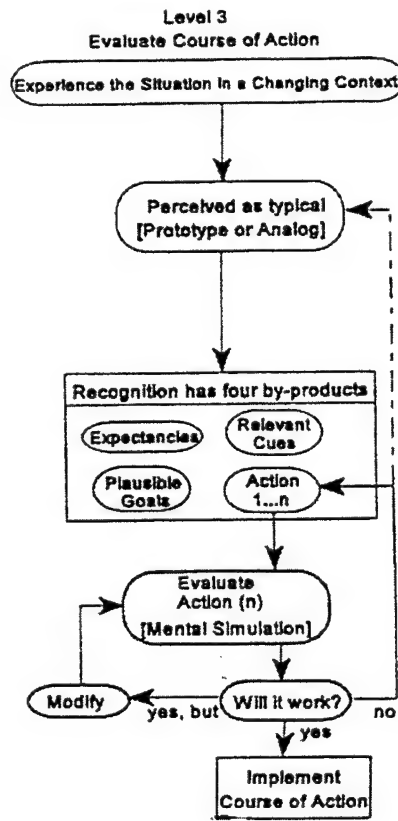 Level 3
Evaluate Course of Action
Experience the Situation in a Changing Context
Perceived as typical
[Prototype or Analog]
Recognition has four by-products
Expectancies
Relevant
Cues
Plausible
Goals
Action
1...n
Evaluate
Action (n)
[Mental Simulation]
Modify
yes, but
Will it work?
no
yes
Implement
Course of Action